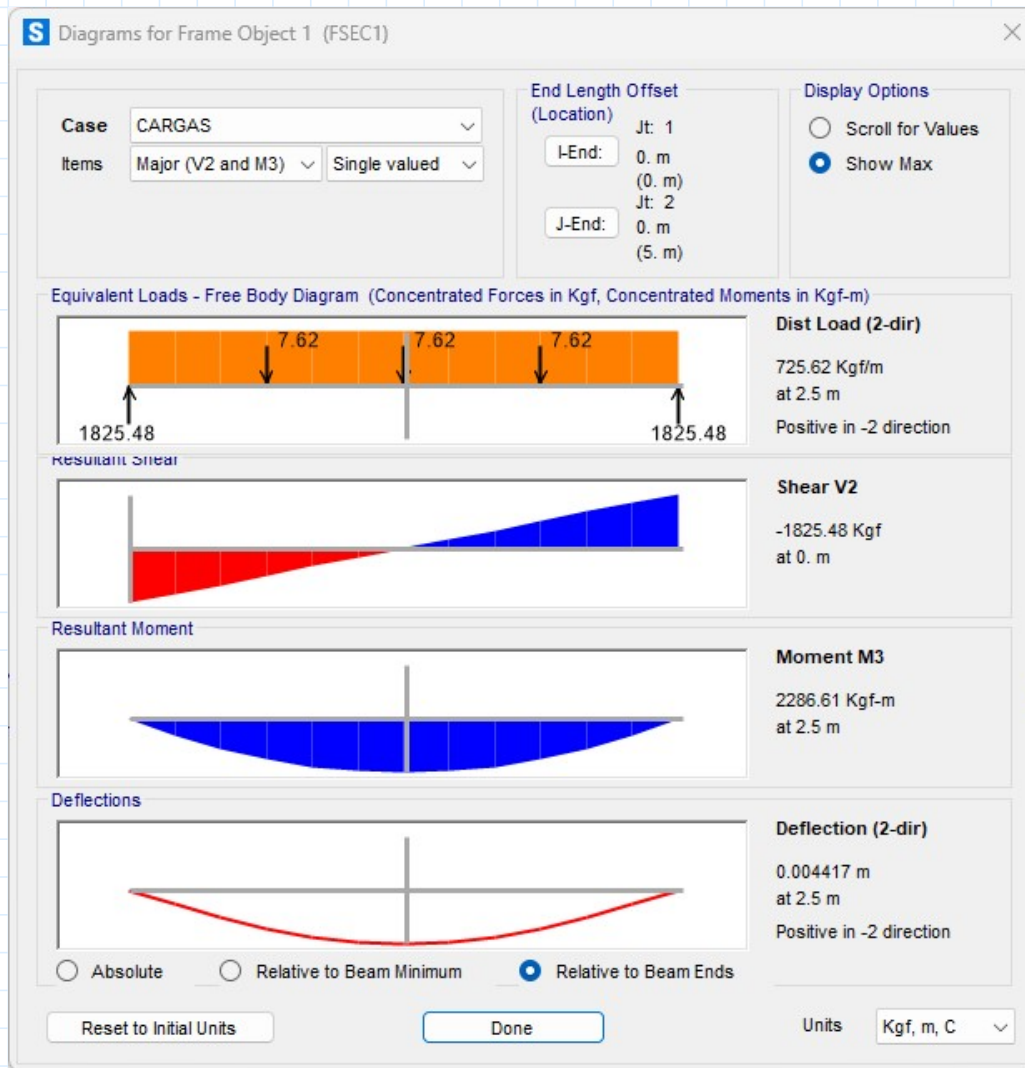 S Diagrams for Frame Object 1 (FSEC1)
Case CARGAS
Items Major (V2 and M3) Single valued
End Length Offset
(Location)
Jt: 1
I-End: 0. m
(0. m)
Jt: 2
J-End: 0. m
(5. m)
Display Options
Scroll for Values
Show Max
Equivalent Loads - Free Body Diagram (Concentrated Forces in Kgf, Concentrated Moments in Kgf-m)
7.62 7.62 7.62
1825.48 1825.48
Dist Load (2-dir)
725.62 Kgf/m
at 2.5 m
Positive in -2 direction
Resultant Shear
Shear V2
-1825.48 Kgf
at 0. m
Resultant Moment
Moment M3
2286.61 Kgf-m
at 2.5 m
Deflections
Deflection (2-dir)
0.004417 m
at 2.5 m
Positive in -2 direction
Absolute Relative to Beam Minimum Relative to Beam Ends
Reset to Initial Units Done Units Kgf, m, C